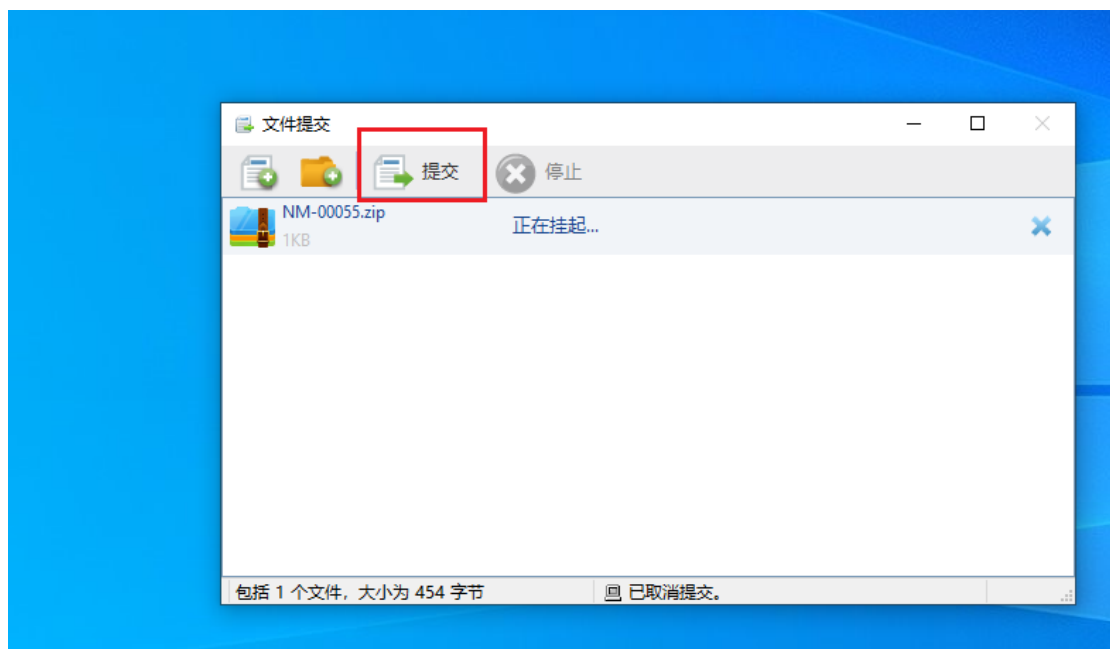 文件提交
提交 停止
NM-00055.zip
正在挂起...
1KB
包括 1 个文件, 大小为 454 字节 已取消提交。